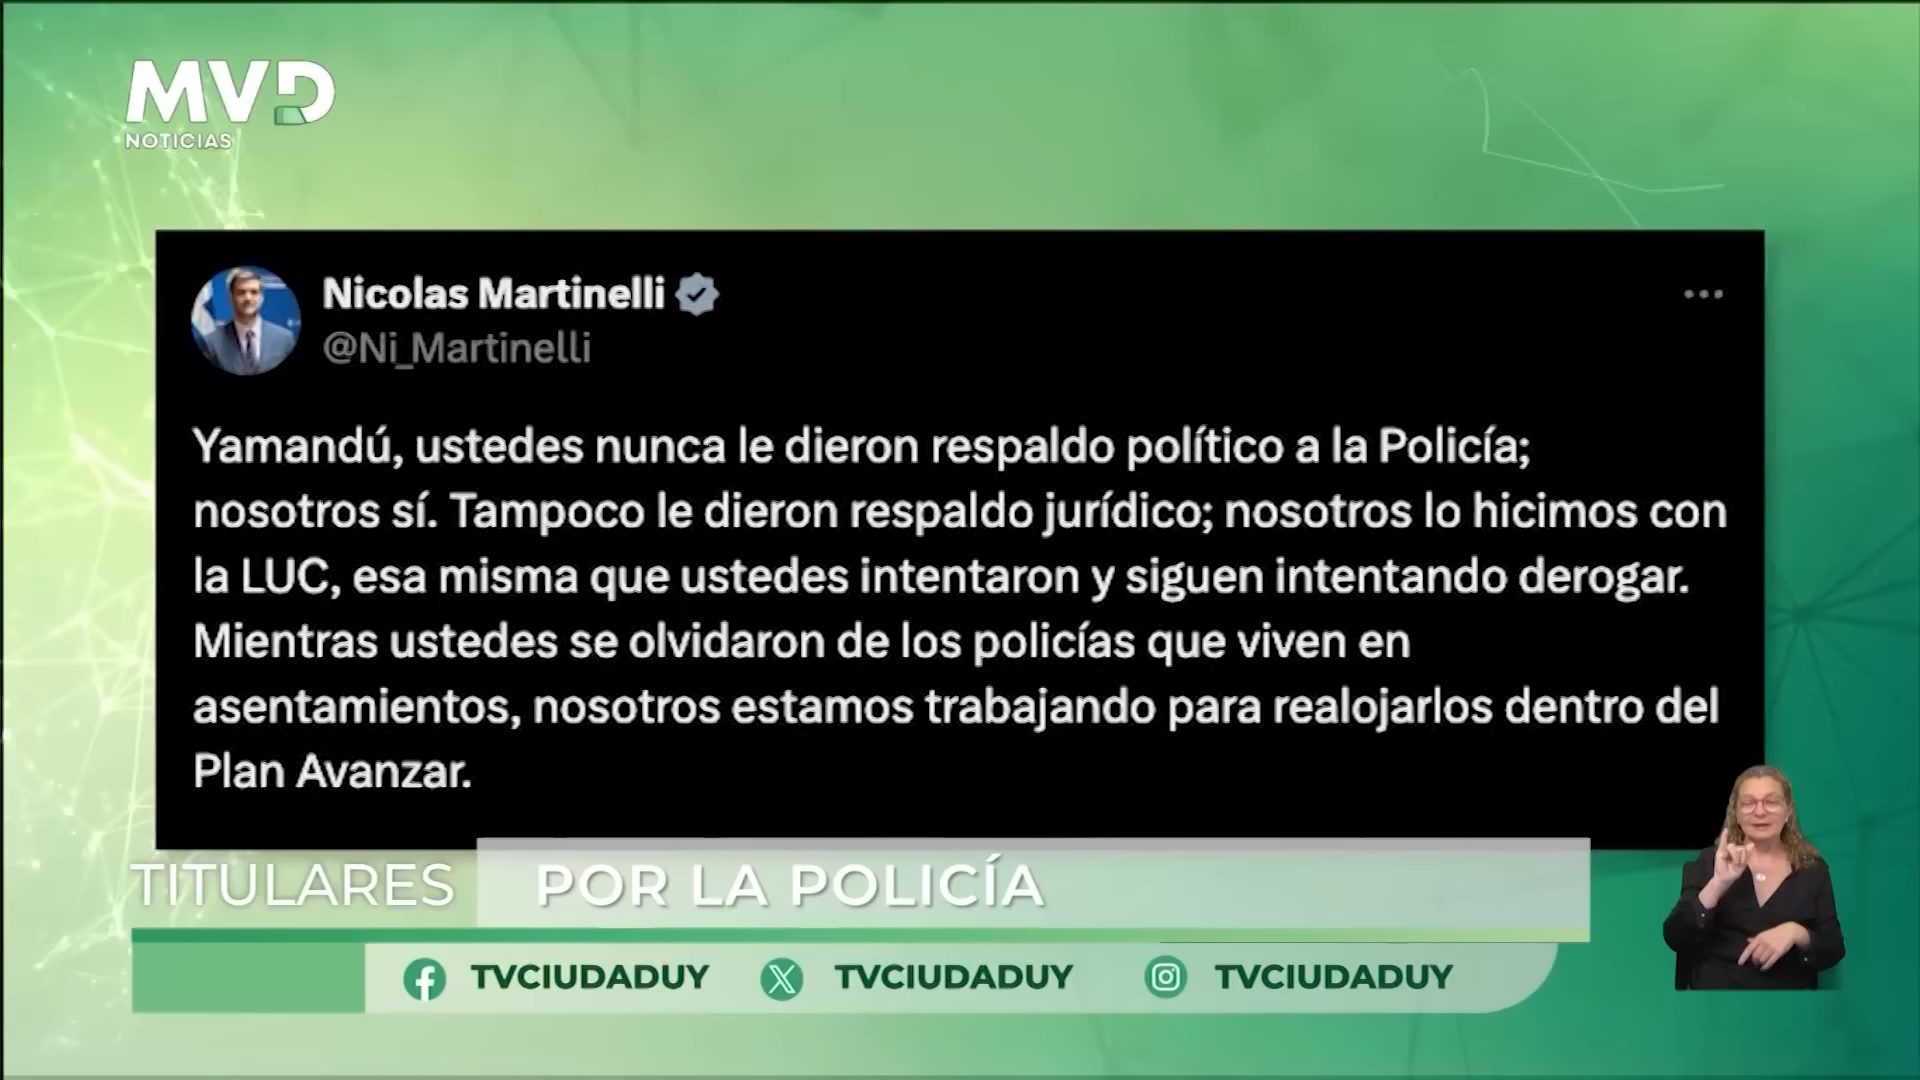 MVD
NOTICIAS
Nicolas Martinelli
@Ni_Martinelli
Yamandú, ustedes nunca le dieron respaldo político a la Policía;
nosotros sí. Tampoco le dieron respaldo jurídico; nosotros lo hicimos con
la LUC, esa misma que ustedes intentaron y siguen intentando derogar.
Mientras ustedes se olvidaron de los policías que viven en
asentamientos, nosotros estamos trabajando para realojarlos dentro del
Plan Avanzar.
TITULARES
POR LA POLICÍA
TVCIUDADUY
TVCIUDADUY
TVCIUDADUY